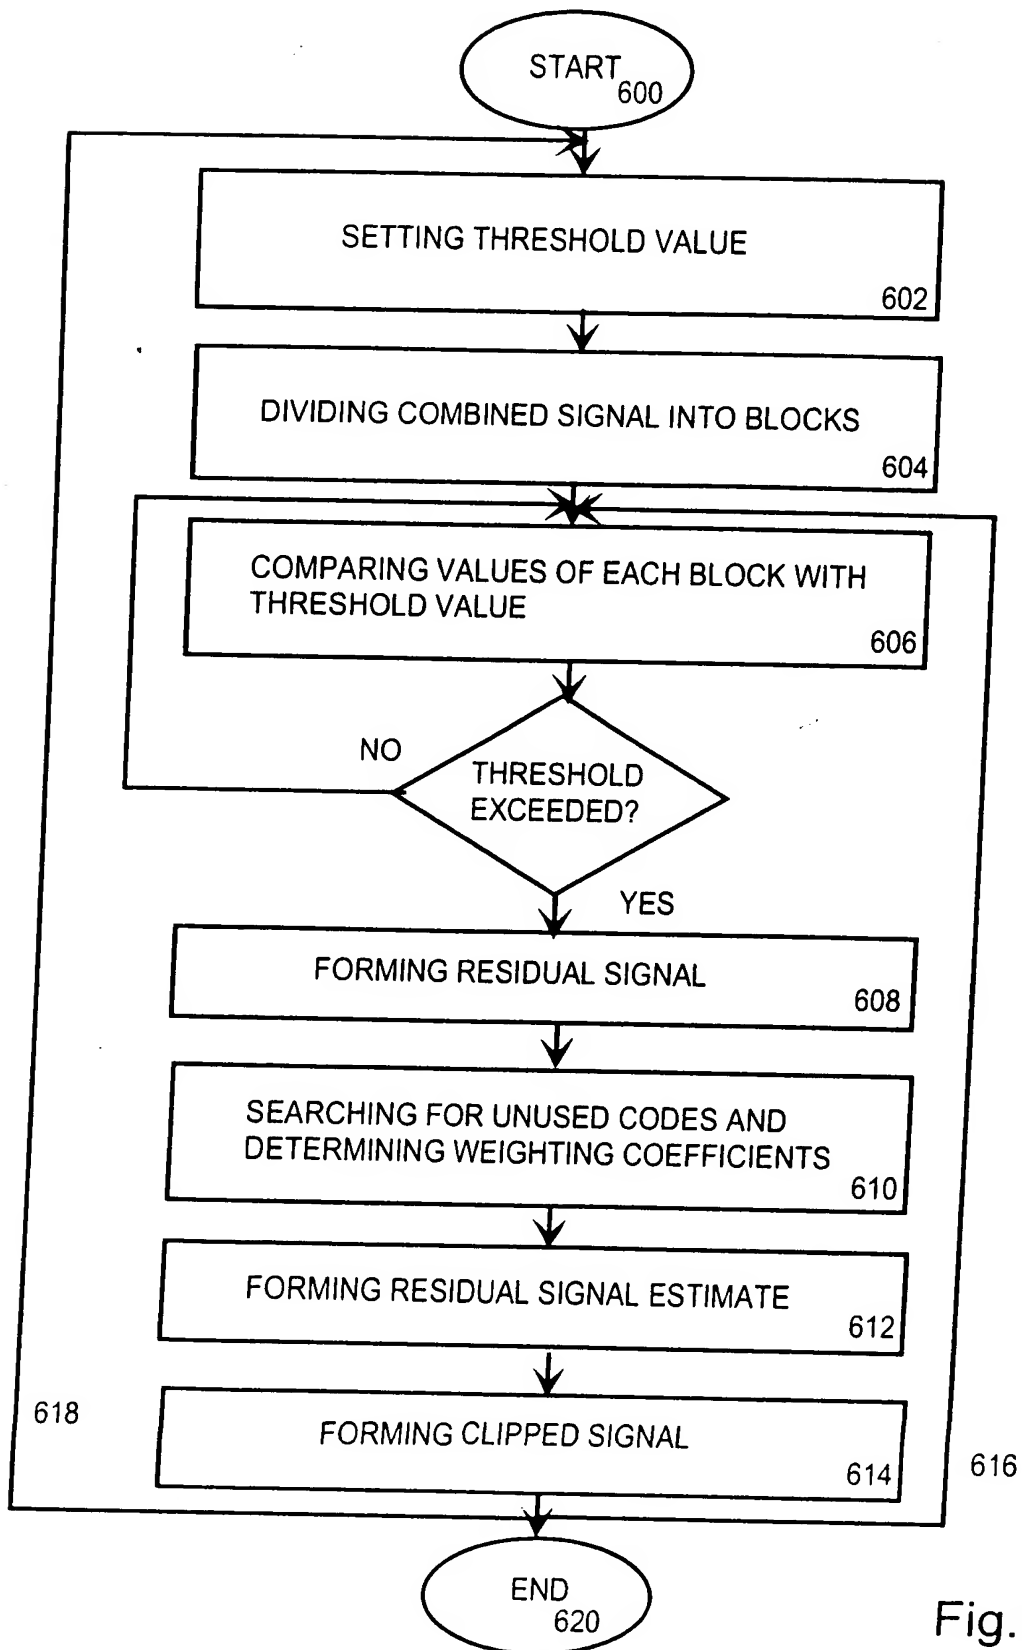 START
600
SETTING THRESHOLD VALUE
602
DIVIDING COMBINED SIGNAL INTO BLOCKS
604
COMPARING VALUES OF EACH BLOCK WITH
THRESHOLD VALUE
606
NO
THRESHOLD
EXCEEDED?
YES
FORMING RESIDUAL SIGNAL
608
SEARCHING FOR UNUSED CODES AND
DETERMINING WEIGHTING COEFFICIENTS
610
FORMING RESIDUAL SIGNAL ESTIMATE
612
618
FORMING CLIPPED SIGNAL
614
616
END
620
Fig.